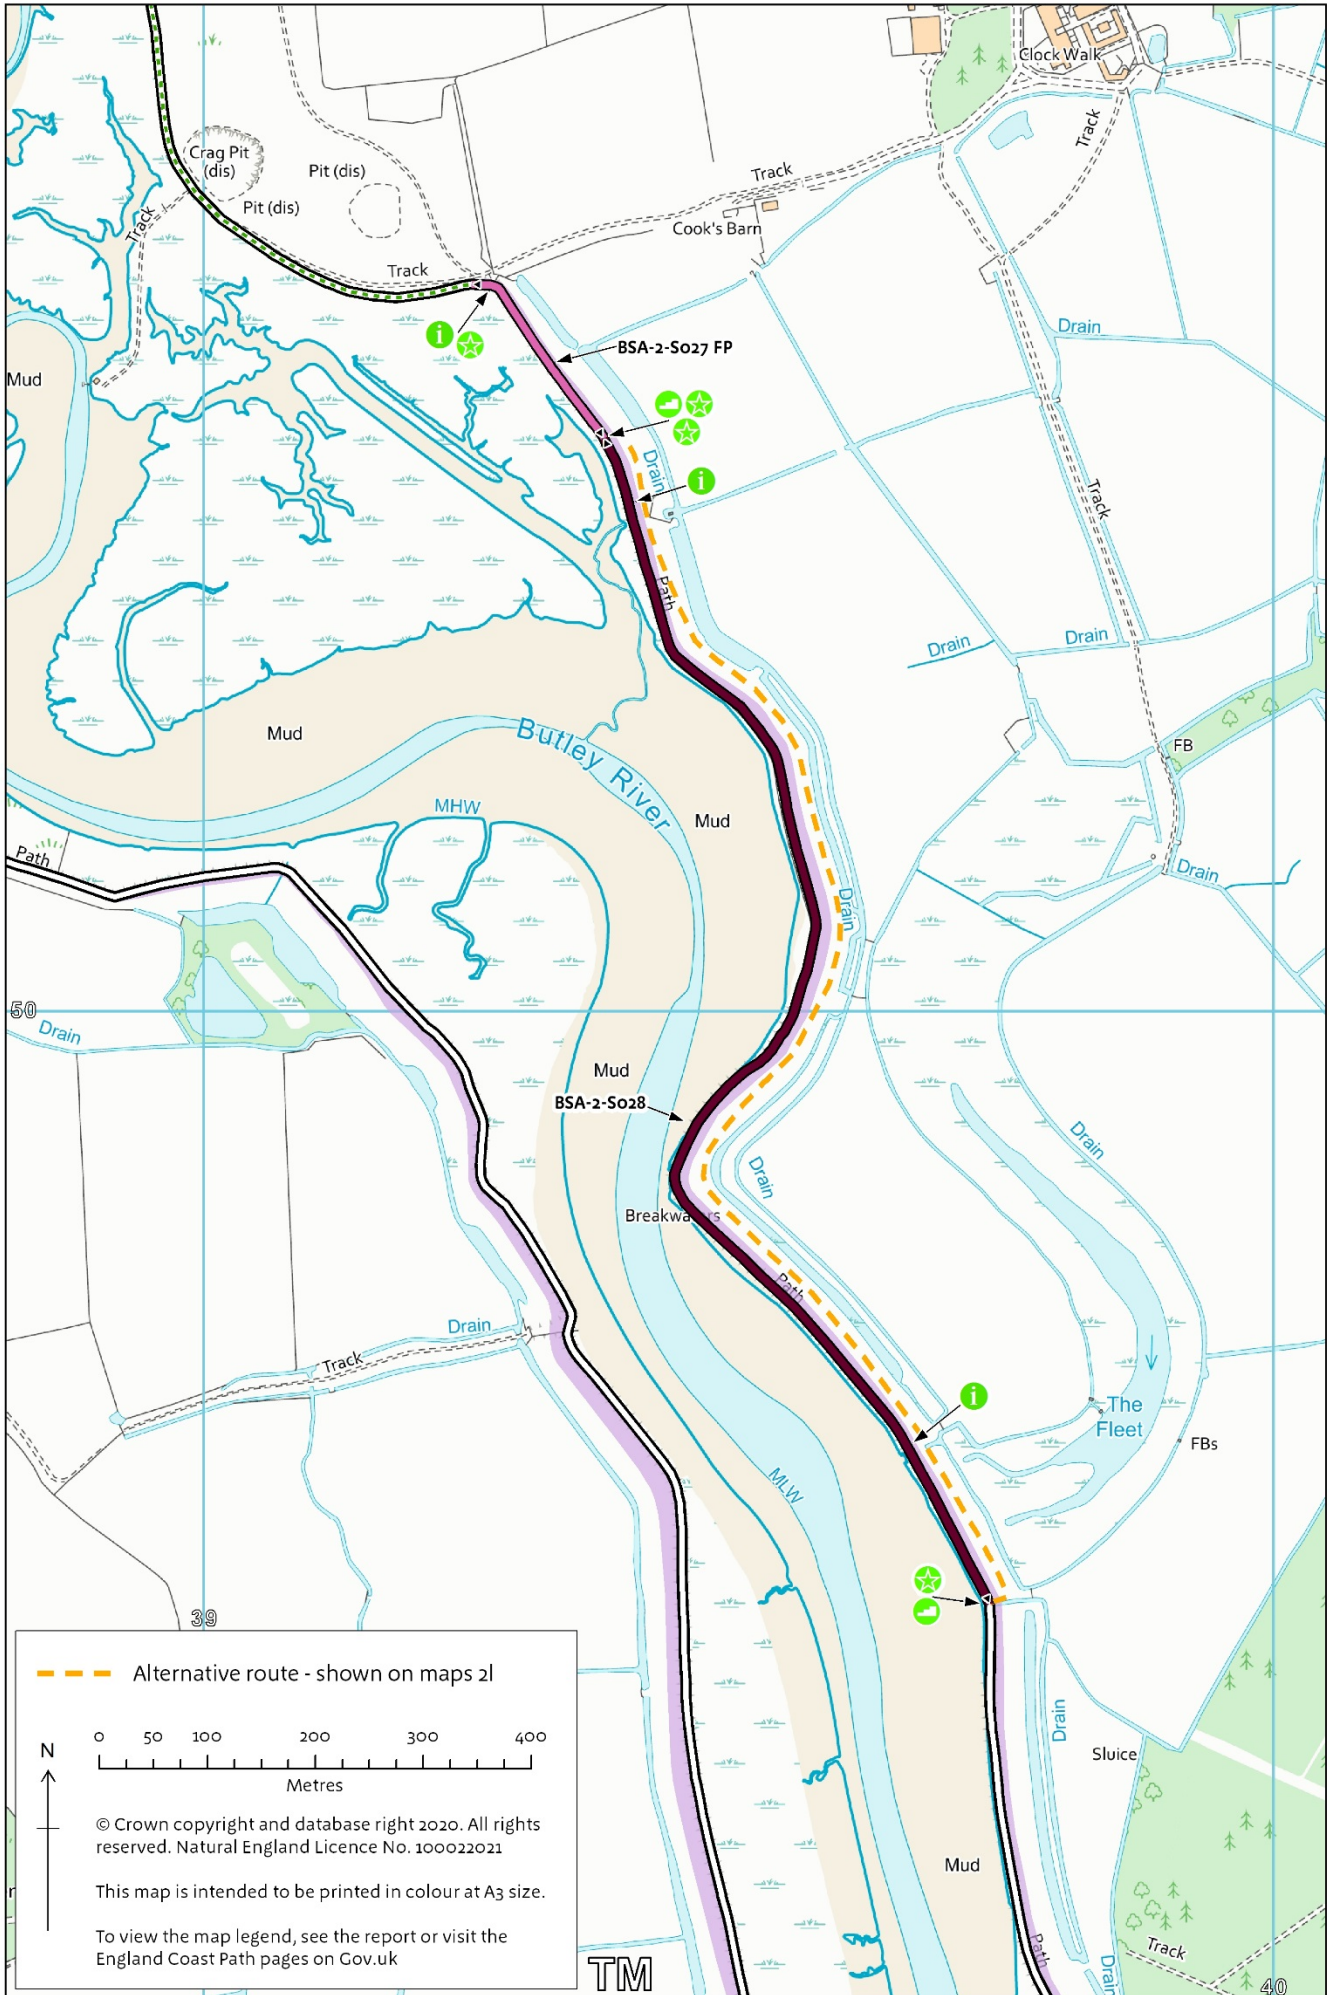 Clock Walk
Crag Pit
(dis)
Pit (dis)
Pit (dis)
Track
Track
Track
Track
Cook's Barn
Drain
BSA-2-S027 FP
Mud
i
i
Drain
Track
Path
Drain
Drain
Mud
Butley River
FB
Mud
MHW
Path
Drain
Drain
50
Drain
Mud
BSA-2-S028
Drain
Drain
Path
Drain
Track
i
The
Fleet
FBs
MLW
39
Alternative route - shown on maps 2l
0 50 100 200 300 400
Metres
N
© Crown copyright and database right 2020. All rights
reserved. Natural England Licence No. 100022021
This map is intended to be printed in colour at A3 size.
To view the map legend, see the report or visit the
England Coast Path pages on Gov.uk
Drain
Sluice
Mud
Path
Track
Drain
TM
40